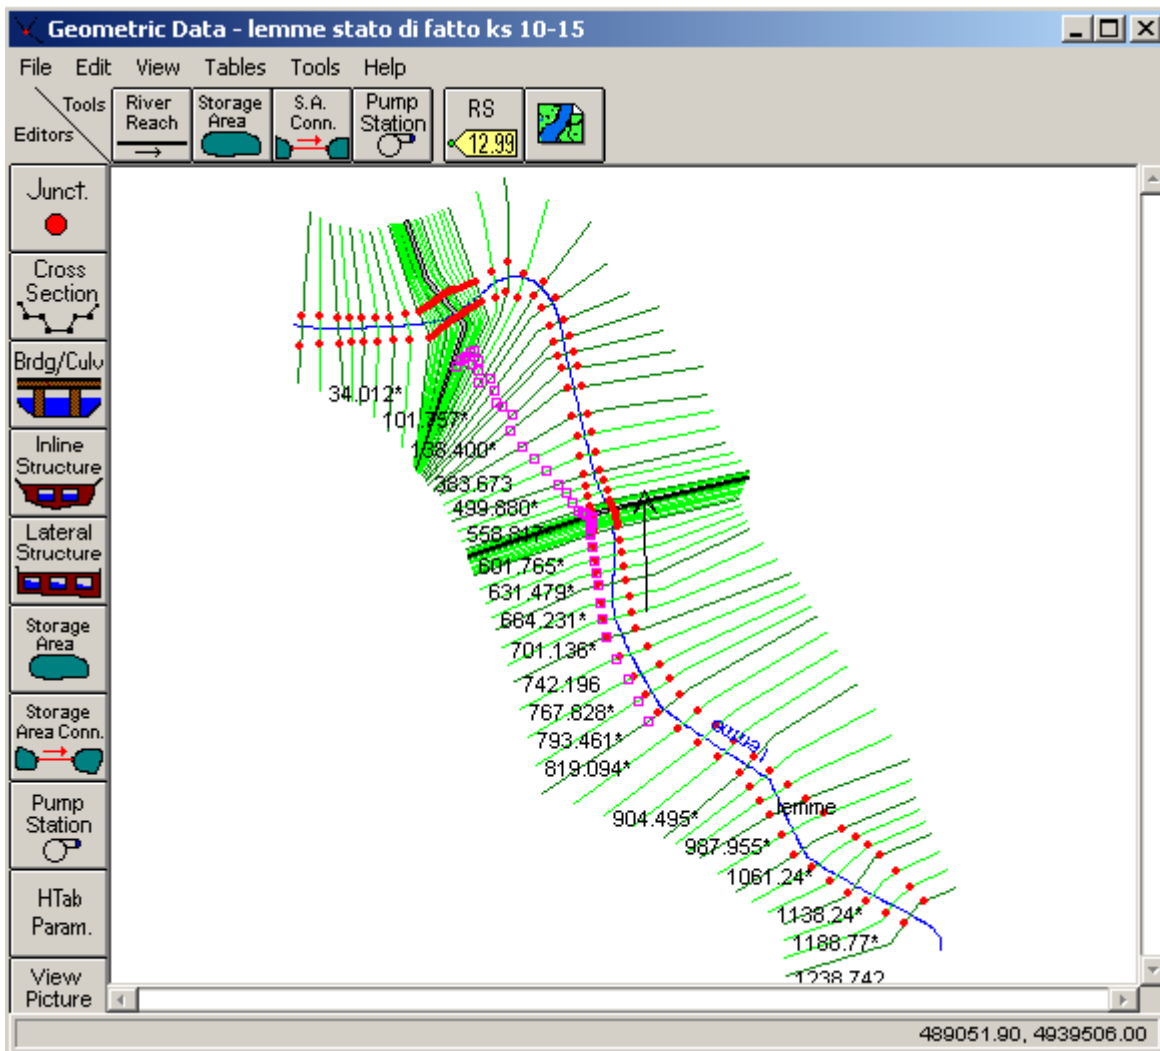 Geometric Data - lemme stato di fatto ks 10-15
File Edit View Tables Tools Help
Tools
Editors
River Reach
Storage Area
S.A. Conn.
Pump Station
RS
12.99
Junct.
Cross Section
Brdg/Culv
Inline Structure
Lateral Structure
Storage Area
Storage Area Conn.
Pump Station
HTab Param.
View Picture
34.012*
101.757*
138.400*
383.673
499.880*
558.817
601.765*
631.479*
664.231*
701.136*
742.196
767.828*
793.461*
819.094*
904.495*
987.955*
1061.24*
1138.24*
1188.77*
1238.742
lemme
lemme
489051.90, 4939506.00